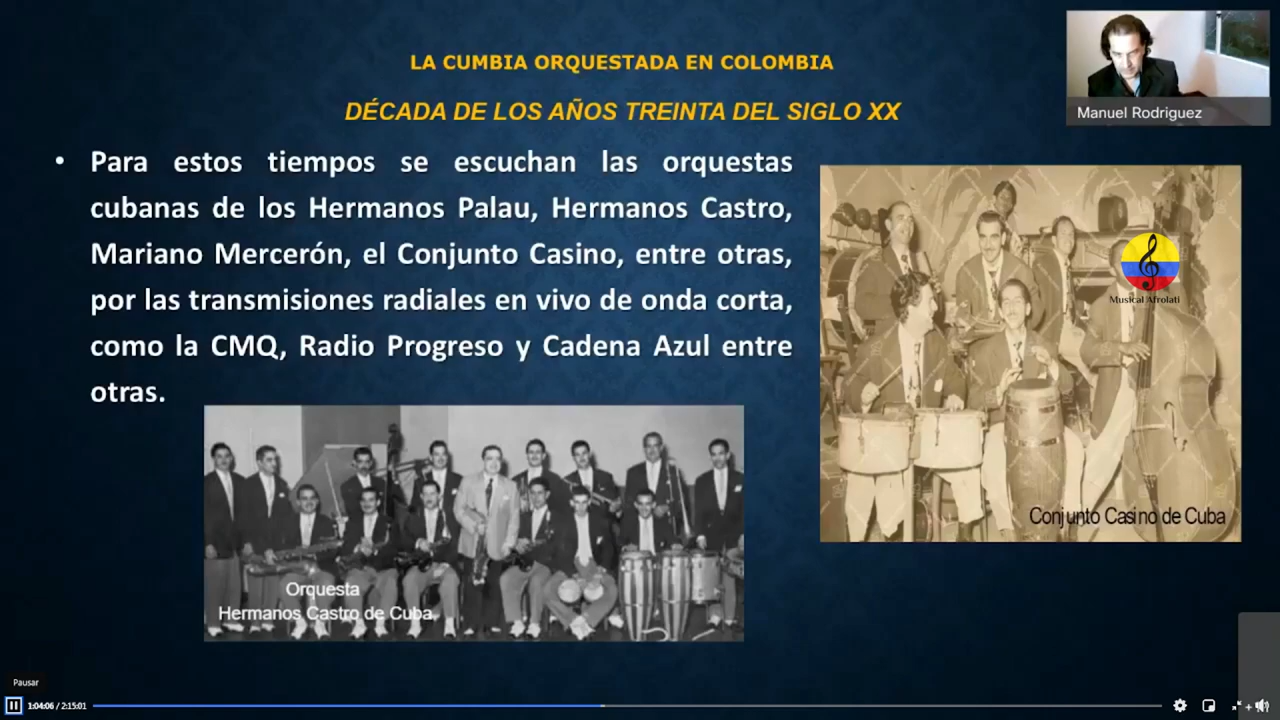 LA CUMBIA ORQUESTADA EN COLOMBIA
DÉCADA DE LOS AÑOS TREINTA DEL SIGLO XX
Manuel Rodriguez
• Para estos tiempos se escuchan las orquestas
cubanas de los Hermanos Palau, Hermanos Castro,
Mariano Mercerón, el Conjunto Casino, entre otras,
por las transmisiones radiales en vivo de onda corta,
como la CMQ, Radio Progreso y Cadena Azul entre
otras.
Musical Afrolati
Conjunto Casino de Cuba
Orquesta
Hermanos Castro de Cuba
Pausar
1:04:06 / 2:15:01